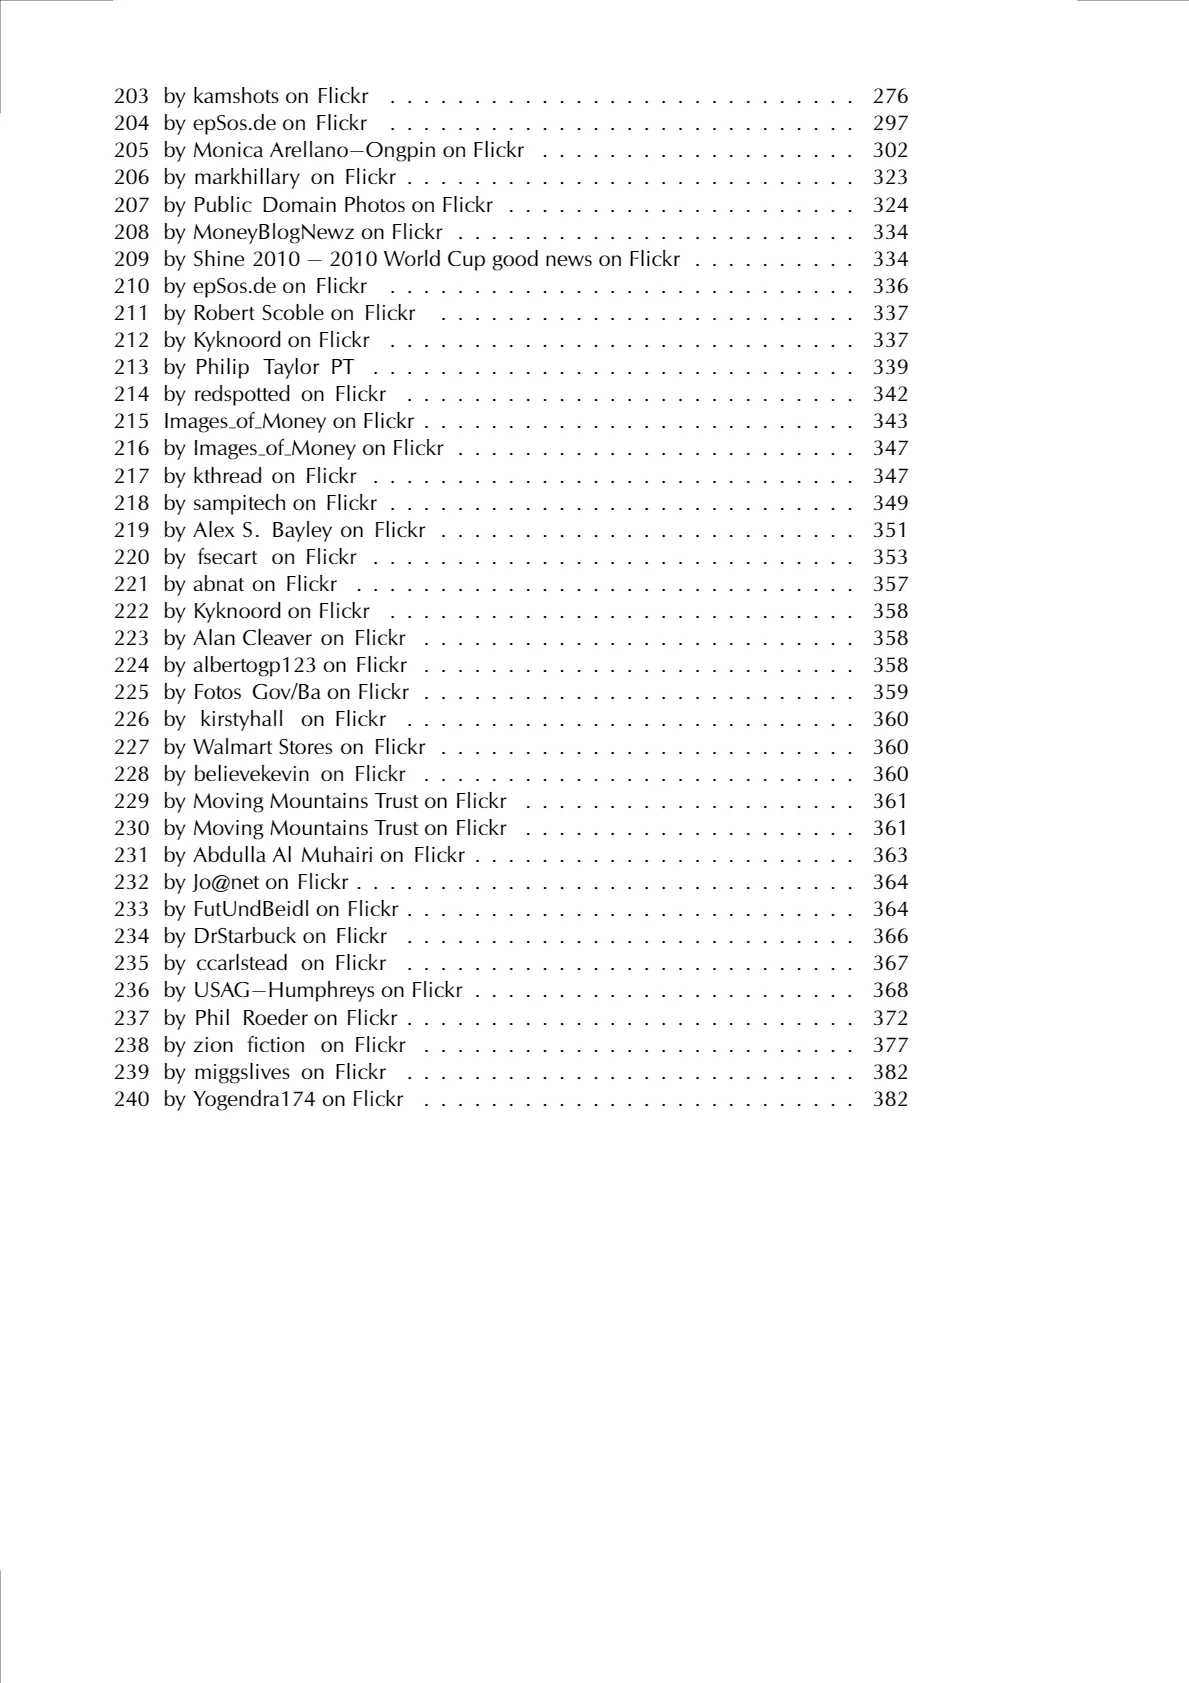 203 by kamshots on Flickr . . . . . . . . . . . . . . . . . . . . . . . . . . . . 276
204 by epSos.de on Flickr . . . . . . . . . . . . . . . . . . . . . . . . . . . . 297
205 by Monica Arellano−Ongpin on Flickr . . . . . . . . . . . . . . . . . . . 302
206 by markhillary on Flickr . . . . . . . . . . . . . . . . . . . . . . . . . . . 323
207 by Public Domain Photos on Flickr . . . . . . . . . . . . . . . . . . . . . 324
208 by MoneyBlogNewz on Flickr . . . . . . . . . . . . . . . . . . . . . . . . 334
209 by Shine 2010 − 2010 World Cup good news on Flickr . . . . . . . . . . 334
210 by epSos.de on Flickr . . . . . . . . . . . . . . . . . . . . . . . . . . . . 336
211 by Robert Scoble on Flickr . . . . . . . . . . . . . . . . . . . . . . . . . 337
212 by Kyknoord on Flickr . . . . . . . . . . . . . . . . . . . . . . . . . . . . 337
213 by Philip Taylor PT . . . . . . . . . . . . . . . . . . . . . . . . . . . . . 339
214 by redspotted on Flickr . . . . . . . . . . . . . . . . . . . . . . . . . . . 342
215 Images_of_Money on Flickr . . . . . . . . . . . . . . . . . . . . . . . . . . 343
216 by Images_of_Money on Flickr . . . . . . . . . . . . . . . . . . . . . . . . 347
217 by kthread on Flickr . . . . . . . . . . . . . . . . . . . . . . . . . . . . . 347
218 by sampitech on Flickr . . . . . . . . . . . . . . . . . . . . . . . . . . . . 349
219 by Alex S. Bayley on Flickr . . . . . . . . . . . . . . . . . . . . . . . . . 351
220 by fsecart on Flickr . . . . . . . . . . . . . . . . . . . . . . . . . . . . . 353
221 by abnat on Flickr . . . . . . . . . . . . . . . . . . . . . . . . . . . . . . 357
222 by Kyknoord on Flickr . . . . . . . . . . . . . . . . . . . . . . . . . . . . 358
223 by Alan Cleaver on Flickr . . . . . . . . . . . . . . . . . . . . . . . . . . 358
224 by albertogp123 on Flickr . . . . . . . . . . . . . . . . . . . . . . . . . . 358
225 by Fotos Gov/Ba on Flickr . . . . . . . . . . . . . . . . . . . . . . . . . . 359
226 by kirstyhall on Flickr . . . . . . . . . . . . . . . . . . . . . . . . . . . 360
227 by Walmart Stores on Flickr . . . . . . . . . . . . . . . . . . . . . . . . . 360
228 by believekevin on Flickr . . . . . . . . . . . . . . . . . . . . . . . . . . 360
229 by Moving Mountains Trust on Flickr . . . . . . . . . . . . . . . . . . . . 361
230 by Moving Mountains Trust on Flickr . . . . . . . . . . . . . . . . . . . . 361
231 by Abdulla Al Muhairi on Flickr . . . . . . . . . . . . . . . . . . . . . . . 363
232 by Jo@net on Flickr . . . . . . . . . . . . . . . . . . . . . . . . . . . . . . 364
233 by FutUndBeidl on Flickr . . . . . . . . . . . . . . . . . . . . . . . . . . . 364
234 by DrStarbuck on Flickr . . . . . . . . . . . . . . . . . . . . . . . . . . . 366
235 by ccarlstead on Flickr . . . . . . . . . . . . . . . . . . . . . . . . . . . 367
236 by USAG−Humphreys on Flickr . . . . . . . . . . . . . . . . . . . . . . . 368
237 by Phil Roeder on Flickr . . . . . . . . . . . . . . . . . . . . . . . . . . . 372
238 by zion fiction on Flickr . . . . . . . . . . . . . . . . . . . . . . . . . . 377
239 by miggslives on Flickr . . . . . . . . . . . . . . . . . . . . . . . . . . . 382
240 by Yogendra174 on Flickr . . . . . . . . . . . . . . . . . . . . . . . . . . 382